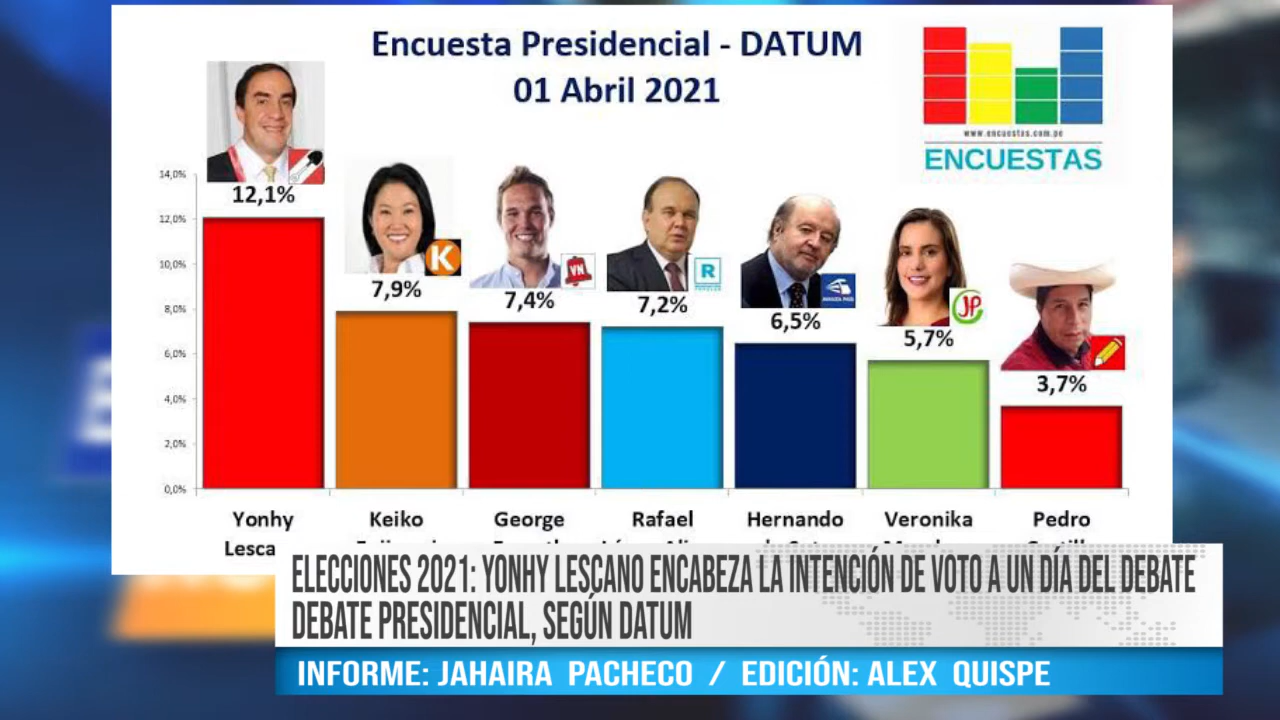 Encuesta Presidencial - DATUM
01 Abril 2021
www.encuestas.com.pe
ENCUESTAS
14,0%
12,0%
10,0%
8,0%
6,0%
4,0%
2,0%
0,0%
12,1%
7,9%
7,4%
7,2%
6,5%
5,7%
3,7%
K
VN
R
JP
Yonhy
Lesca
Keiko
George
Rafael
Hernando
Veronika
Pedro
ELECCIONES 2021: YONHY LESCANO ENCABEZA LA INTENCIÓN DE VOTO A UN DÍA DEL DEBATE
DEBATE PRESIDENCIAL, SEGÚN DATUM
INFORME: JAHAIRA PACHECO / EDICIÓN: ALEX QUISPE